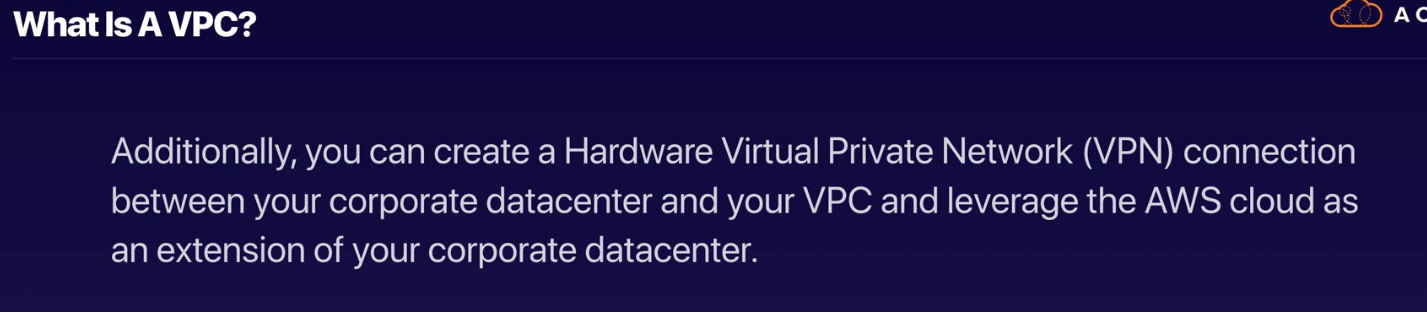 What Is A VPC?
A C
Additionally, you can create a Hardware Virtual Private Network (VPN) connection
between your corporate datacenter and your VPC and leverage the AWS cloud as
an extension of your corporate datacenter.